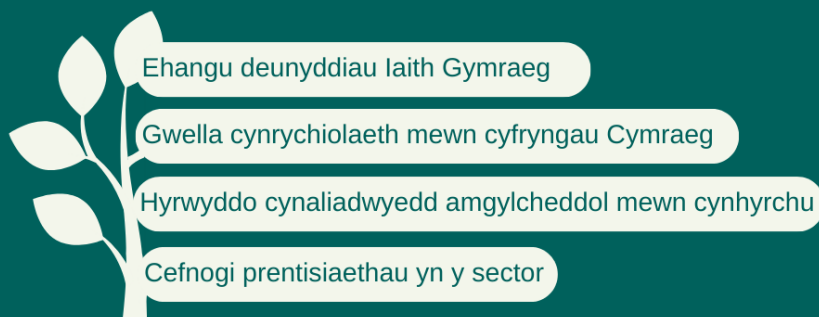 Ehangu deunyddiau Iaith Gymraeg
Gwella cynrychiolaeth mewn cyfryngau Cymraeg
Hyrwyddo cynaliadwyedd amgylcheddol mewn cynhyrchu
Cefnogi prentisiaethau yn y sector